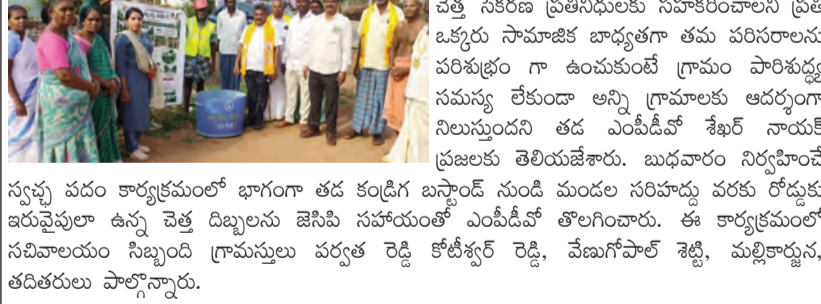 చెత్త సేకరణ ప్రతినిధులకు సహకరించాలని ప్రతి
ఒక్కరు సామాజిక బాధ్యతగా తమ పరిసరాలను
పరిశుభ్రం గా ఉంచుకుంటే గ్రామం పారిశుధ్య
సమస్య లేకుండా అన్ని గ్రామాలకు ఆదర్శంగా
నిలుస్తుందని తడ ఎంపీడీవో శేఖర్ నాయక్
ప్రజలకు తెలియజేశారు. బుధవారం నిర్వహించే
స్వచ్ఛ పదం కార్యక్రమంలో భాగంగా తడ కండ్రిగ బస్టాండ్ నుండి మండల సరిహద్దు వరకు రోడ్డుకు
ఇరువైపులా ఉన్న చెత్త దిబ్బలను జెసిపి సహాయంతో ఎంపీడీవో తొలగించారు. ఈ కార్యక్రమంలో
సచివాలయం సిబ్బంది గ్రామస్తులు పర్వత రెడ్డి కోటీశ్వర్ రెడ్డి, వేణుగోపాల్ శెట్టి, మల్లికార్జున,
తదితరులు పాల్గొన్నారు.